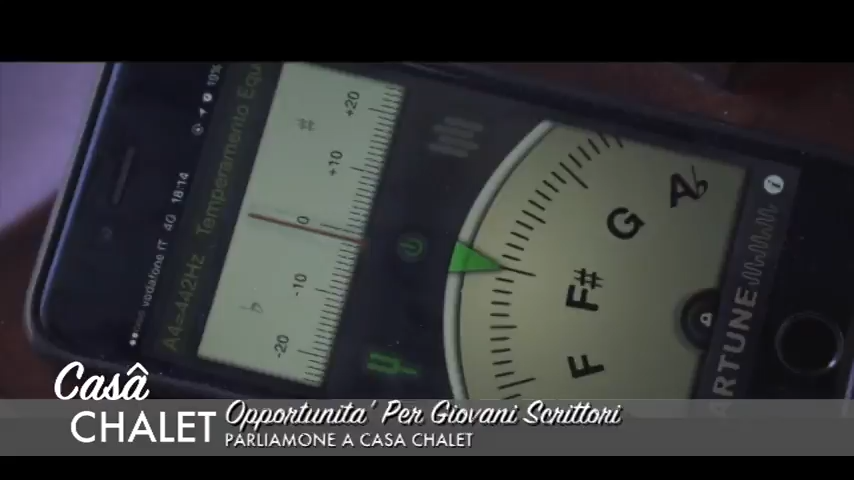 vodafone IT 4G 18:14 10%
A4=442Hz Temperamento Equ
-20 -10 0 +10 +20
♭ ♯
F F# G
ARTUNE
i
Casâ
CHALET
Opportunita' Per Giovani Scrittori
PARLIAMONE A CASA CHALET